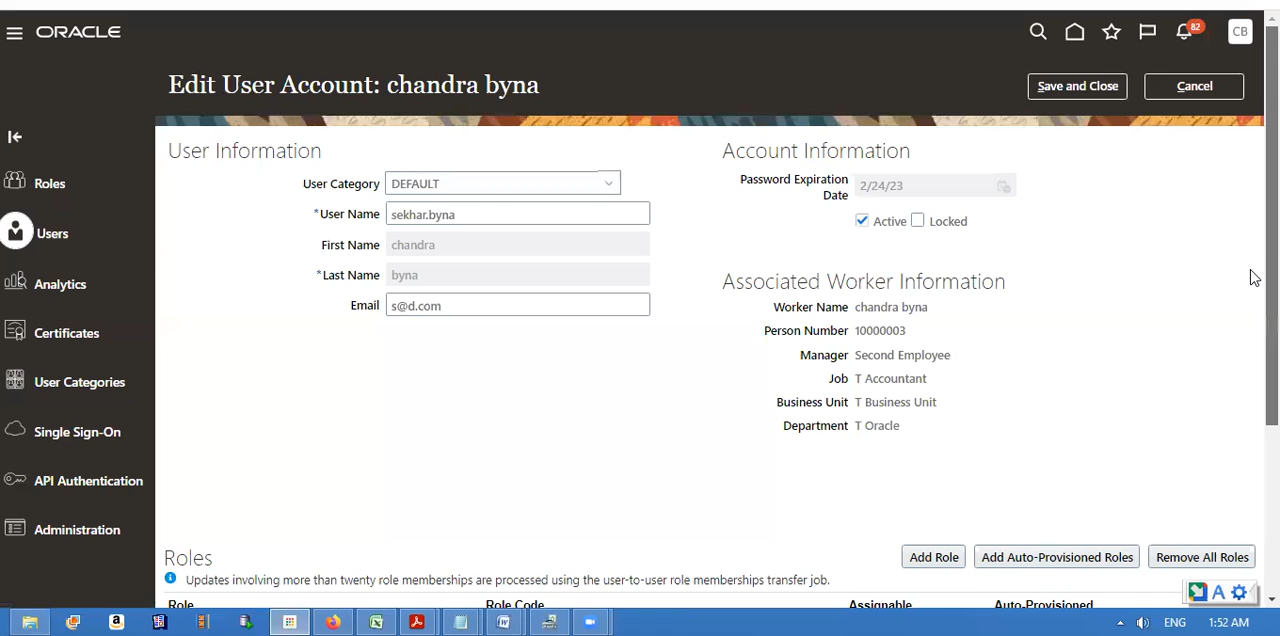 ORACLE
82
CB
Edit User Account: chandra byna
Save and Close
Cancel
Roles
Users
Analytics
Certificates
User Categories
Single Sign-On
API Authentication
Administration
User Information
User Category DEFAULT
*User Name sekhar.byna
First Name chandra
*Last Name byna
Email s@d.com
Account Information
Password Expiration Date 2/24/23
Active Locked
Associated Worker Information
Worker Name chandra byna
Person Number 10000003
Manager Second Employee
Job T Accountant
Business Unit T Business Unit
Department T Oracle
Roles
Add Role
Add Auto-Provisioned Roles
Remove All Roles
Updates involving more than twenty role memberships are processed using the user-to-user role memberships transfer job.
Role Role Code Assignable Auto-Provisioned
A
ENG
1:52 AM